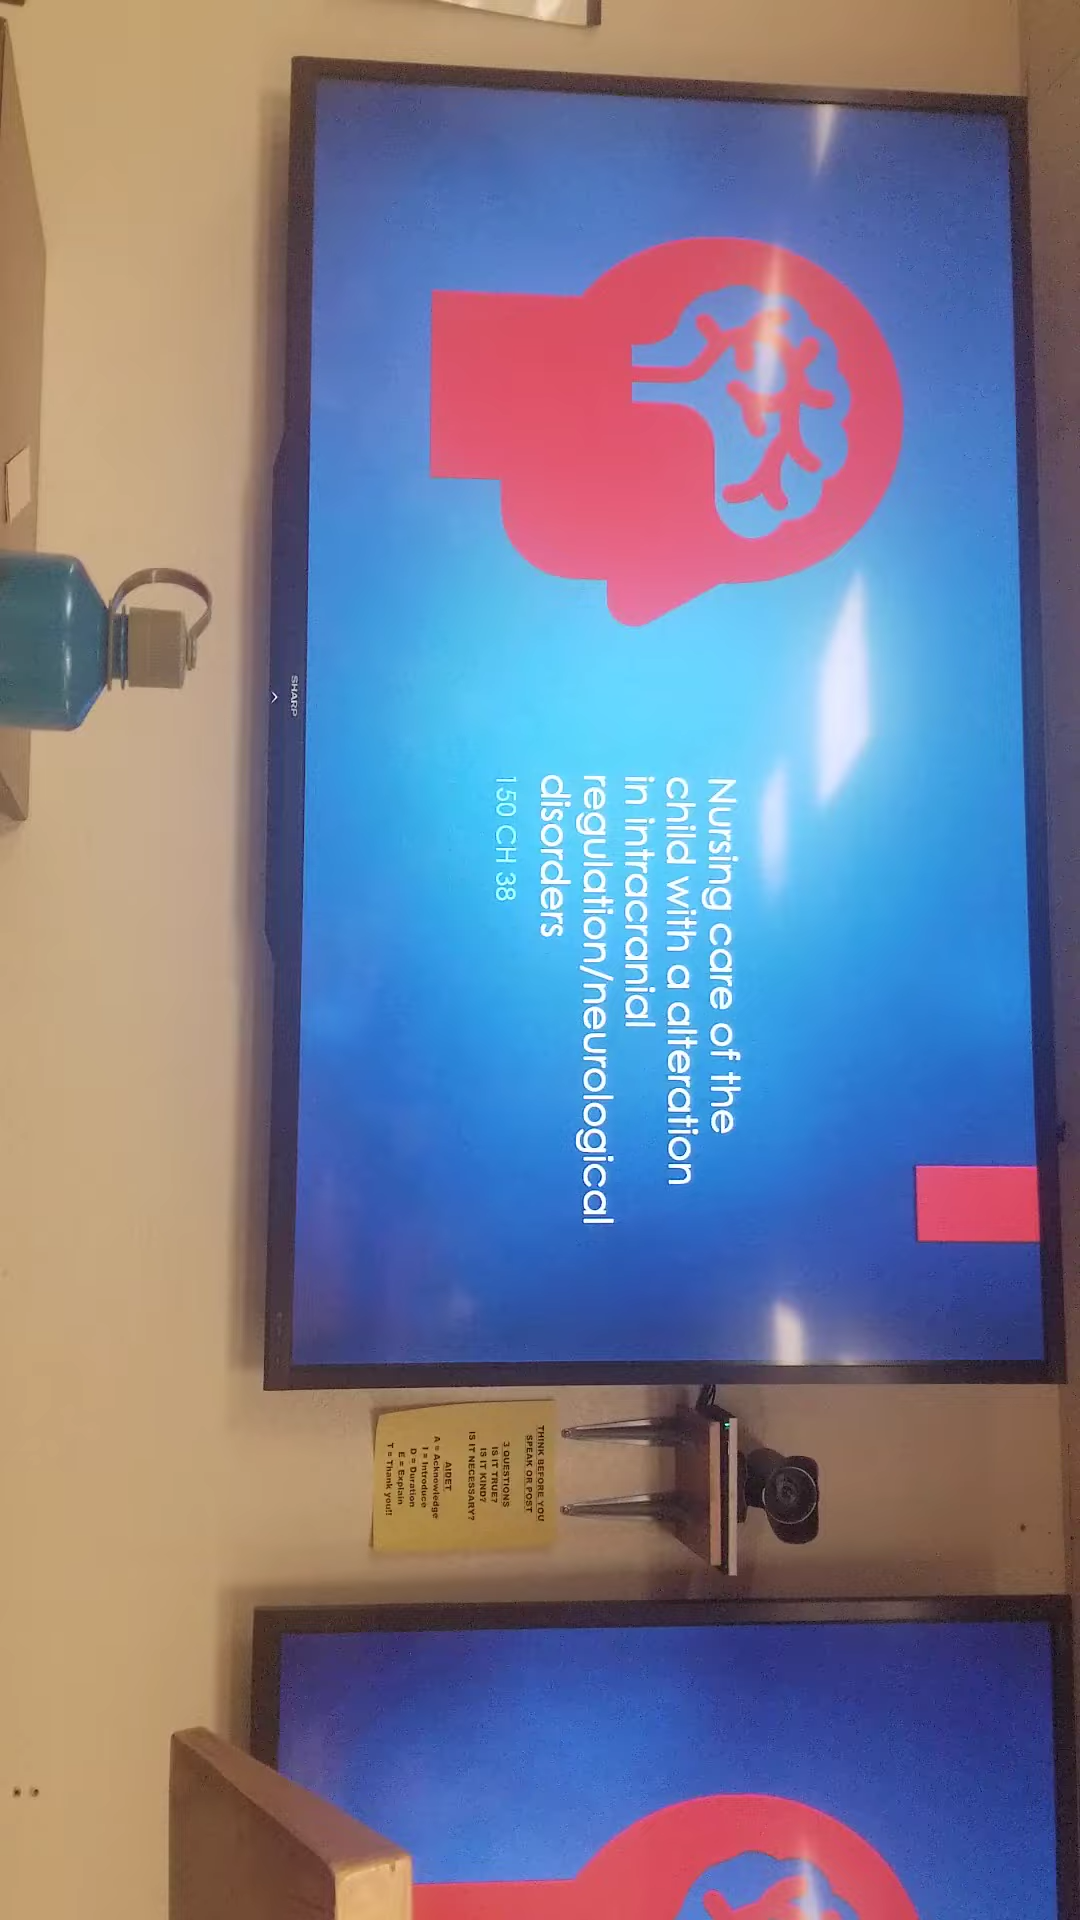 Nursing care of the
child with a alteration
in intracranial
regulation/neurological
disorders
150 CH 38
SHARP
THINK BEFORE YOU
SPEAK OR POST
3 QUESTIONS
IS IT TRUE?
IS IT KIND?
IS IT NECESSARY?
AIDET
A = Acknowledge
I = Introduce
D = Duration
E = Explain
T = Thank you!!